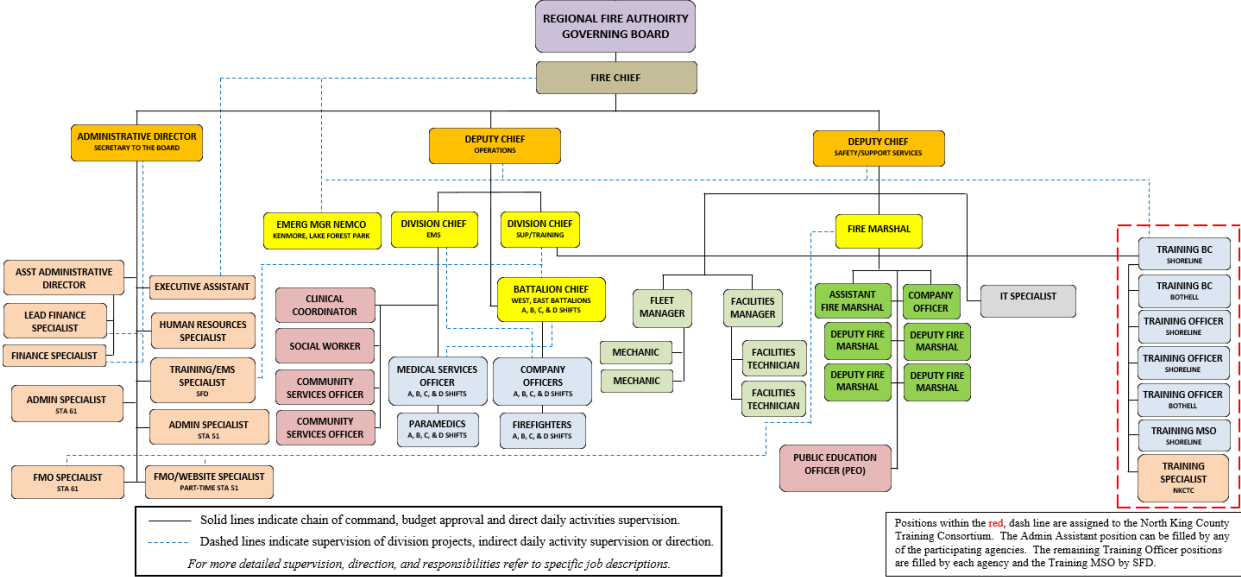 REGIONAL FIRE AUTHOIRTY
GOVERNING BOARD
FIRE CHIEF
ADMINISTRATIVE DIRECTOR
SECRETARY TO THE BOARD
DEPUTY CHIEF
OPERATIONS
DEPUTY CHIEF
SAFETY/SUPPORT SERVICES
EMERG MGR NEMCO
KENMORE, LAKE FOREST PARK
DIVISION CHIEF
EMS
DIVISION CHIEF
SUP/TRAINING
FIRE MARSHAL
ASST ADMINISTRATIVE
DIRECTOR
EXECUTIVE ASSISTANT
LEAD FINANCE
SPECIALIST
HUMAN RESOURCES
SPECIALIST
FINANCE SPECIALIST
TRAINING/EMS
SPECIALIST
SFD
ADMIN SPECIALIST
STA 61
ADMIN SPECIALIST
STA 51
FMO SPECIALIST
STA 61
FMO/WEBSITE SPECIALIST
PART-TIME STA 51
CLINICAL
COORDINATOR
SOCIAL WORKER
COMMUNITY
SERVICES OFFICER
COMMUNITY
SERVICES OFFICER
BATTALION CHIEF
WEST, EAST BATTALIONS
A, B, C, & D SHIFTS
MEDICAL SERVICES
OFFICER
A, B, C, & D SHIFTS
COMPANY
OFFICERS
A, B, C, & D SHIFTS
PARAMEDICS
A, B, C, & D SHIFTS
FIREFIGHTERS
A, B, C, & D SHIFTS
FLEET
MANAGER
MECHANIC
MECHANIC
FACILITIES
MANAGER
FACILITIES
TECHNICIAN
FACILITIES
TECHNICIAN
ASSISTANT
FIRE MARSHAL
COMPANY
OFFICER
DEPUTY FIRE
MARSHAL
DEPUTY FIRE
MARSHAL
DEPUTY FIRE
MARSHAL
DEPUTY FIRE
MARSHAL
PUBLIC EDUCATION
OFFICER (PEO)
IT SPECIALIST
TRAINING BC
SHORELINE
TRAINING BC
BOTHELL
TRAINING OFFICER
SHORELINE
TRAINING OFFICER
SHORELINE
TRAINING OFFICER
BOTHELL
TRAINING MSO
SHORELINE
TRAINING
SPECIALIST
NKCTC
Solid lines indicate chain of command, budget approval and direct daily activities supervision.
Dashed lines indicate supervision of division projects, indirect daily activity supervision or direction.
For more detailed supervision, direction, and responsibilities refer to specific job descriptions.
Positions within the red, dash line are assigned to the North King County
Training Consortium. The Admin Assistant position can be filled by any
of the participating agencies. The remaining Training Officer positions
are filled by each agency and the Training MSO by SFD.